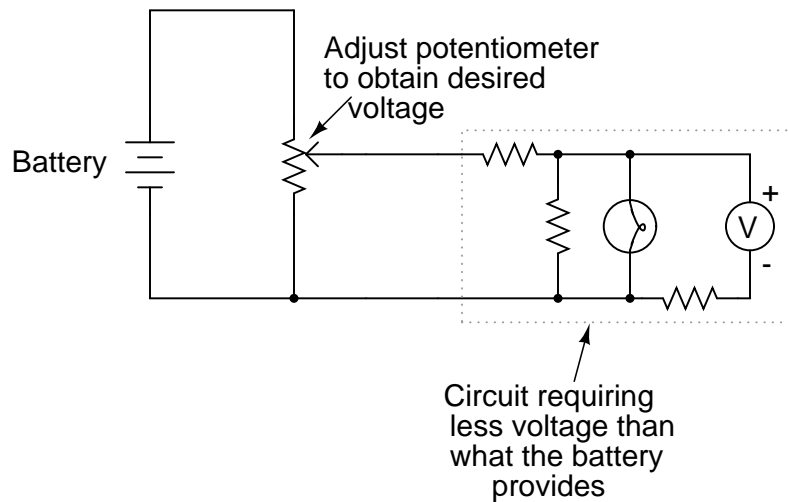 Adjust potentiometer
to obtain desired
voltage
Battery
+
V
-
Circuit requiring
less voltage than
what the battery
provides